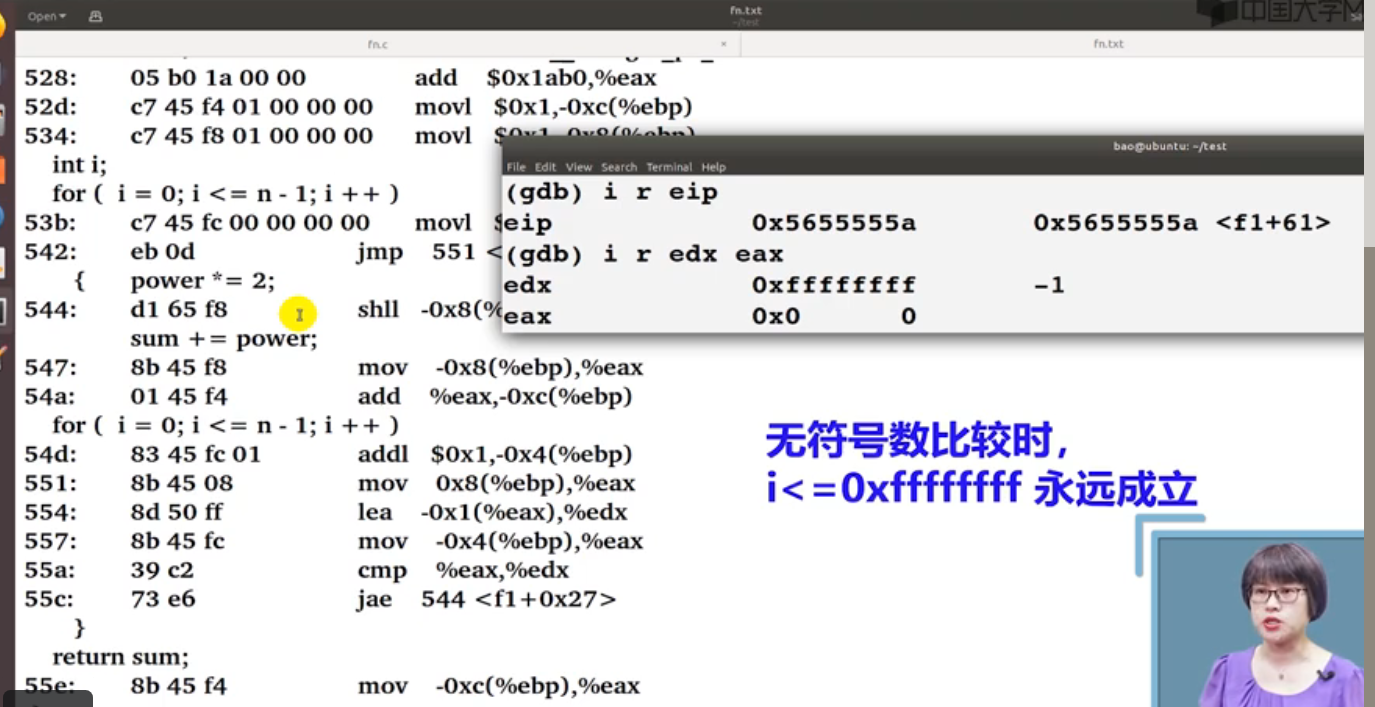 Open
fn.txt
~/test
中国大学M
fn.c ×
fn.txt
528: 05 b0 1a 00 00 add $0x1ab0,%eax
52d: c7 45 f4 01 00 00 00 movl $0x1,-0xc(%ebp)
534: c7 45 f8 01 00 00 00 movl $0x1,-0x8(%ebp)
int i;
for ( i = 0; i <= n - 1; i ++ )
53b: c7 45 fc 00 00 00 00 movl
542: eb 0d jmp 551 <
{ power *= 2;
544: d1 65 f8 shll -0x8(%
sum += power;
547: 8b 45 f8 mov -0x8(%ebp),%eax
54a: 01 45 f4 add %eax,-0xc(%ebp)
for ( i = 0; i <= n - 1; i ++ )
54d: 83 45 fc 01 addl $0x1,-0x4(%ebp)
551: 8b 45 08 mov 0x8(%ebp),%eax
554: 8d 50 ff lea -0x1(%eax),%edx
557: 8b 45 fc mov -0x4(%ebp),%eax
55a: 39 c2 cmp %eax,%edx
55c: 73 e6 jae 544 <f1+0x27>
}
return sum;
55e: 8b 45 f4 mov -0xc(%ebp),%eax
bao@ubuntu: ~/test
File Edit View Search Terminal Help
(gdb) i r eip
eip 0x5655555a 0x5655555a <f1+61>
(gdb) i r edx eax
edx 0xffffffff -1
eax 0x0 0
无符号数比较时，
i<=0xffffffff 永远成立